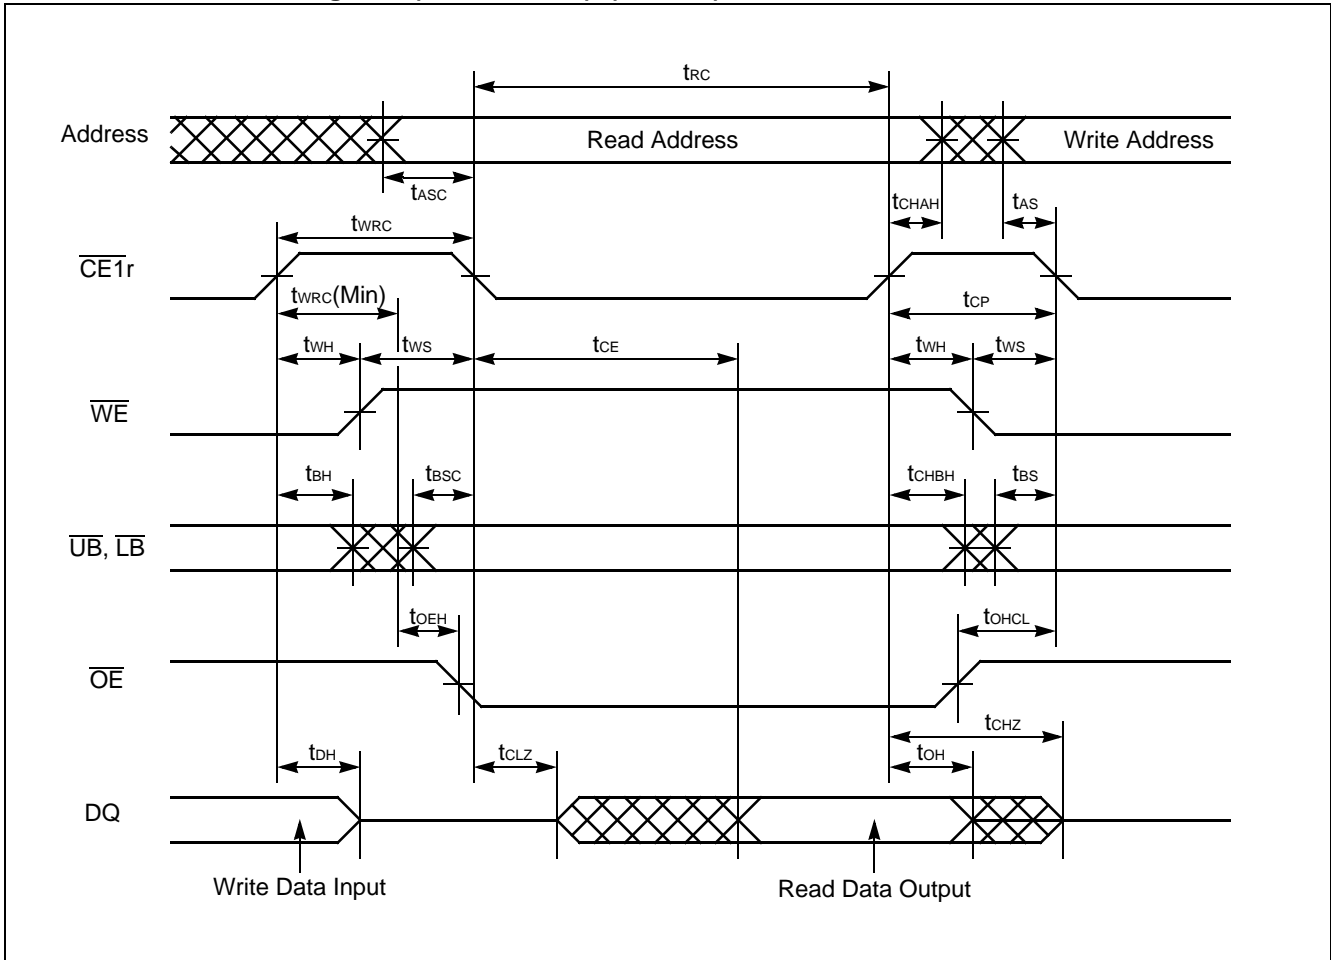 tRC
Address
Read Address
Write Address
tASC
tCHAH
tAS
tWRC
CE1r
tWRC(Min)
tCP
tWH
tWS
tCE
tWH
tWS
WE
tBH
tBSC
tCHBH
tBS
UB, LB
tOEH
tOHCL
OE
tCHZ
tDH
tCLZ
tOH
DQ
Write Data Input
Read Data Output